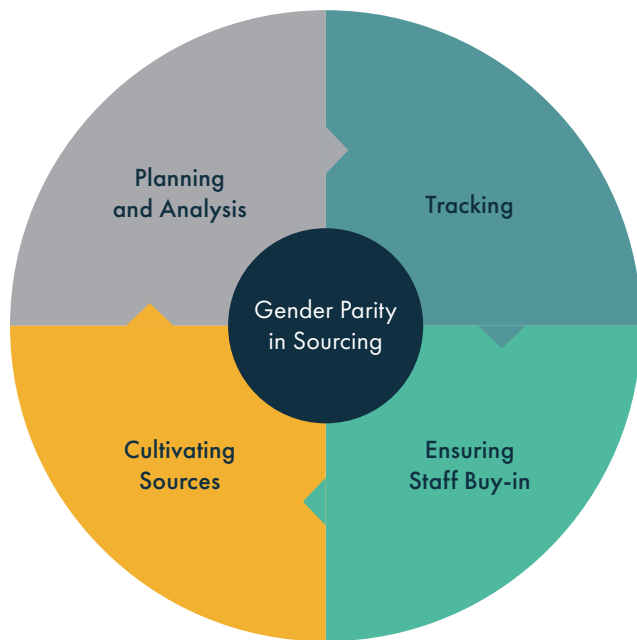 Planning
and Analysis
Tracking
Gender Parity
in Sourcing
Cultivating
Sources
Ensuring
Staff Buy-in